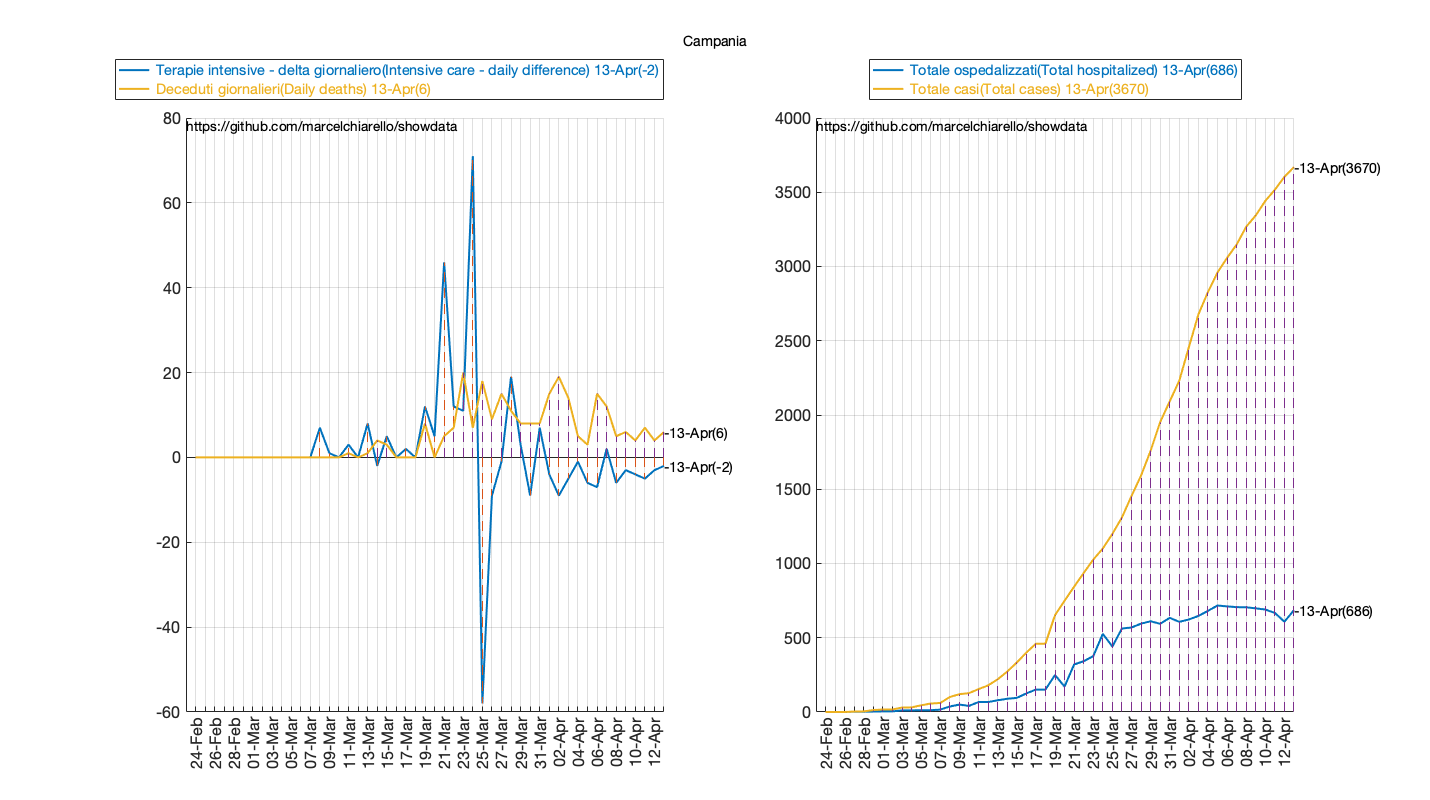 Campania
Terapie intensive - delta giornaliero(Intensive care - daily difference) 13-Apr(-2)
Deceduti giornalieri(Daily deaths) 13-Apr(6)
https://github.com/marcelchiarello/showdata
80
60
40
20
0
-20
-40
-60
-13-Apr(6)
-13-Apr(-2)
24-Feb
26-Feb
28-Feb
01-Mar
03-Mar
05-Mar
07-Mar
09-Mar
11-Mar
13-Mar
15-Mar
17-Mar
19-Mar
21-Mar
23-Mar
25-Mar
27-Mar
29-Mar
31-Mar
02-Apr
04-Apr
06-Apr
08-Apr
10-Apr
12-Apr
Totale ospedalizzati(Total hospitalized) 13-Apr(686)
Totale casi(Total cases) 13-Apr(3670)
https://github.com/marcelchiarello/showdata
4000
3500
3000
2500
2000
1500
1000
500
0
-13-Apr(3670)
-13-Apr(686)
24-Feb
26-Feb
28-Feb
01-Mar
03-Mar
05-Mar
07-Mar
09-Mar
11-Mar
13-Mar
15-Mar
17-Mar
19-Mar
21-Mar
23-Mar
25-Mar
27-Mar
29-Mar
31-Mar
02-Apr
04-Apr
06-Apr
08-Apr
10-Apr
12-Apr